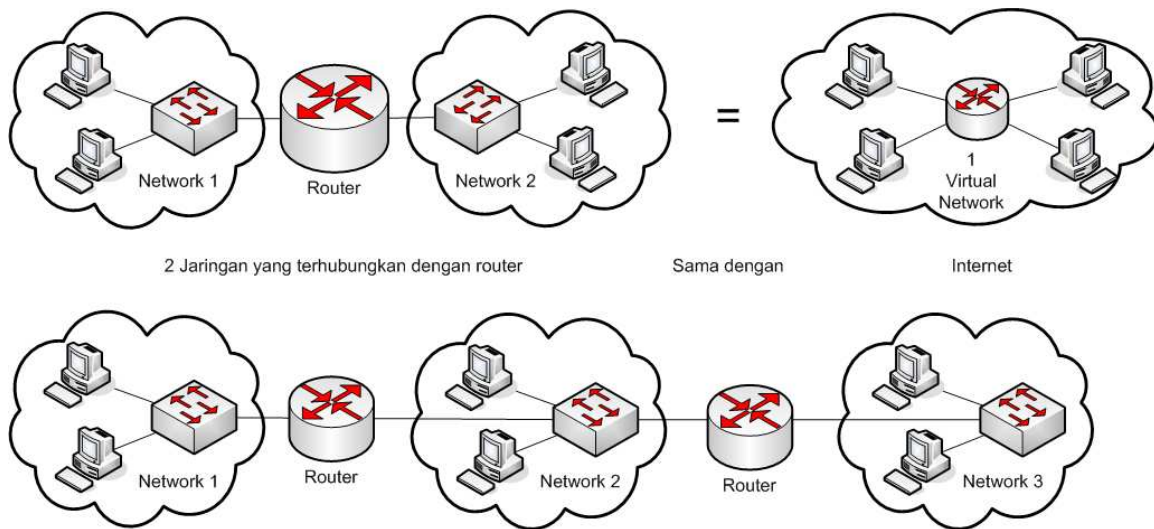 Network 1
Router
Network 2
=
1
Virtual
Network
2 Jaringan yang terhubungkan dengan router
Sama dengan
Internet
Network 1
Router
Network 2
Router
Network 3